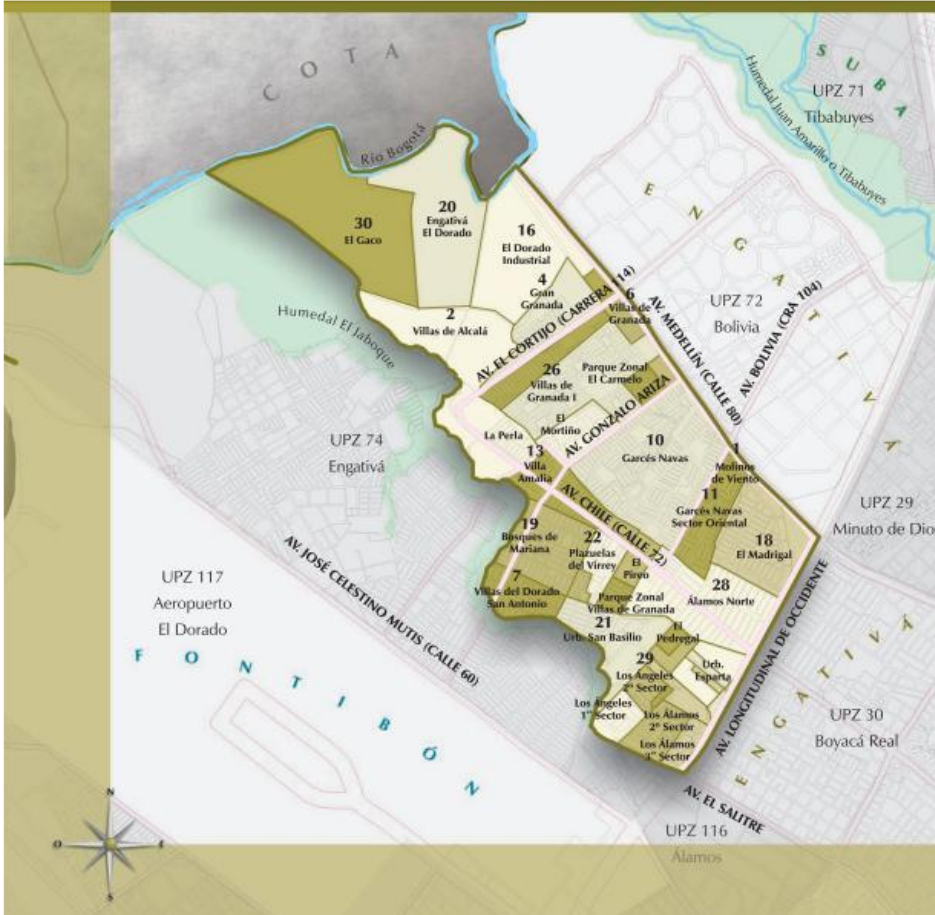 COTA
SUBA
UPZ 71
Tibabuyes
Humedal Juan Amarillo o Tibabuyes
Río Bogotá
ENGATIVÁ
30
El Gaco
20
Engativá
El Dorado
16
El Dorado
Industrial
4
Gran
Granada
6
Villas de
Granada
2
Villas de Alcalá
Humedal El Jaboque
AV. EL CORTIJO (CARRERA 114)
AV. MEDELLÍN (CALLE 80)
UPZ 72
Bolivia
AV. BOLIVIA (CRA 104)
26
Villas de
Granada I
Parque Zonal
El Carmelo
El
Mortiño
AV. GONZALO ARIZA
La Perla
13
Villa
Amalia
10
Garcés Navas
1
Molinos
de Viento
11
Garcés Navas
Sector Oriental
18
El Madrigal
UPZ 74
Engativá
UPZ 29
Minuto de Dio
AV. CHILE (CALLE 72)
19
Bosques de
Mariana
22
Plazuelas
del Virrey
El
Pireo
7
Villas del Dorado
San Antonio
Parque Zonal
Villas de Granada
28
Álamos Norte
21
Urb. San Basilio
El
Pedregal
29
Los Ángeles
2º Sector
Urb.
Esparta
Los Ángeles
1er Sector
Los Álamos
2º Sector
Los Álamos
3er Sector
AV. LONGITUDINAL DE OCCIDENTE
AV. JOSÉ CELESTINO MUTIS (CALLE 60)
UPZ 117
Aeropuerto
El Dorado
FONTIBÓN
ENGATIVÁ
UPZ 30
Boyacá Real
AV. EL SALITRE
UPZ 116
Álamos
N
O
E
S